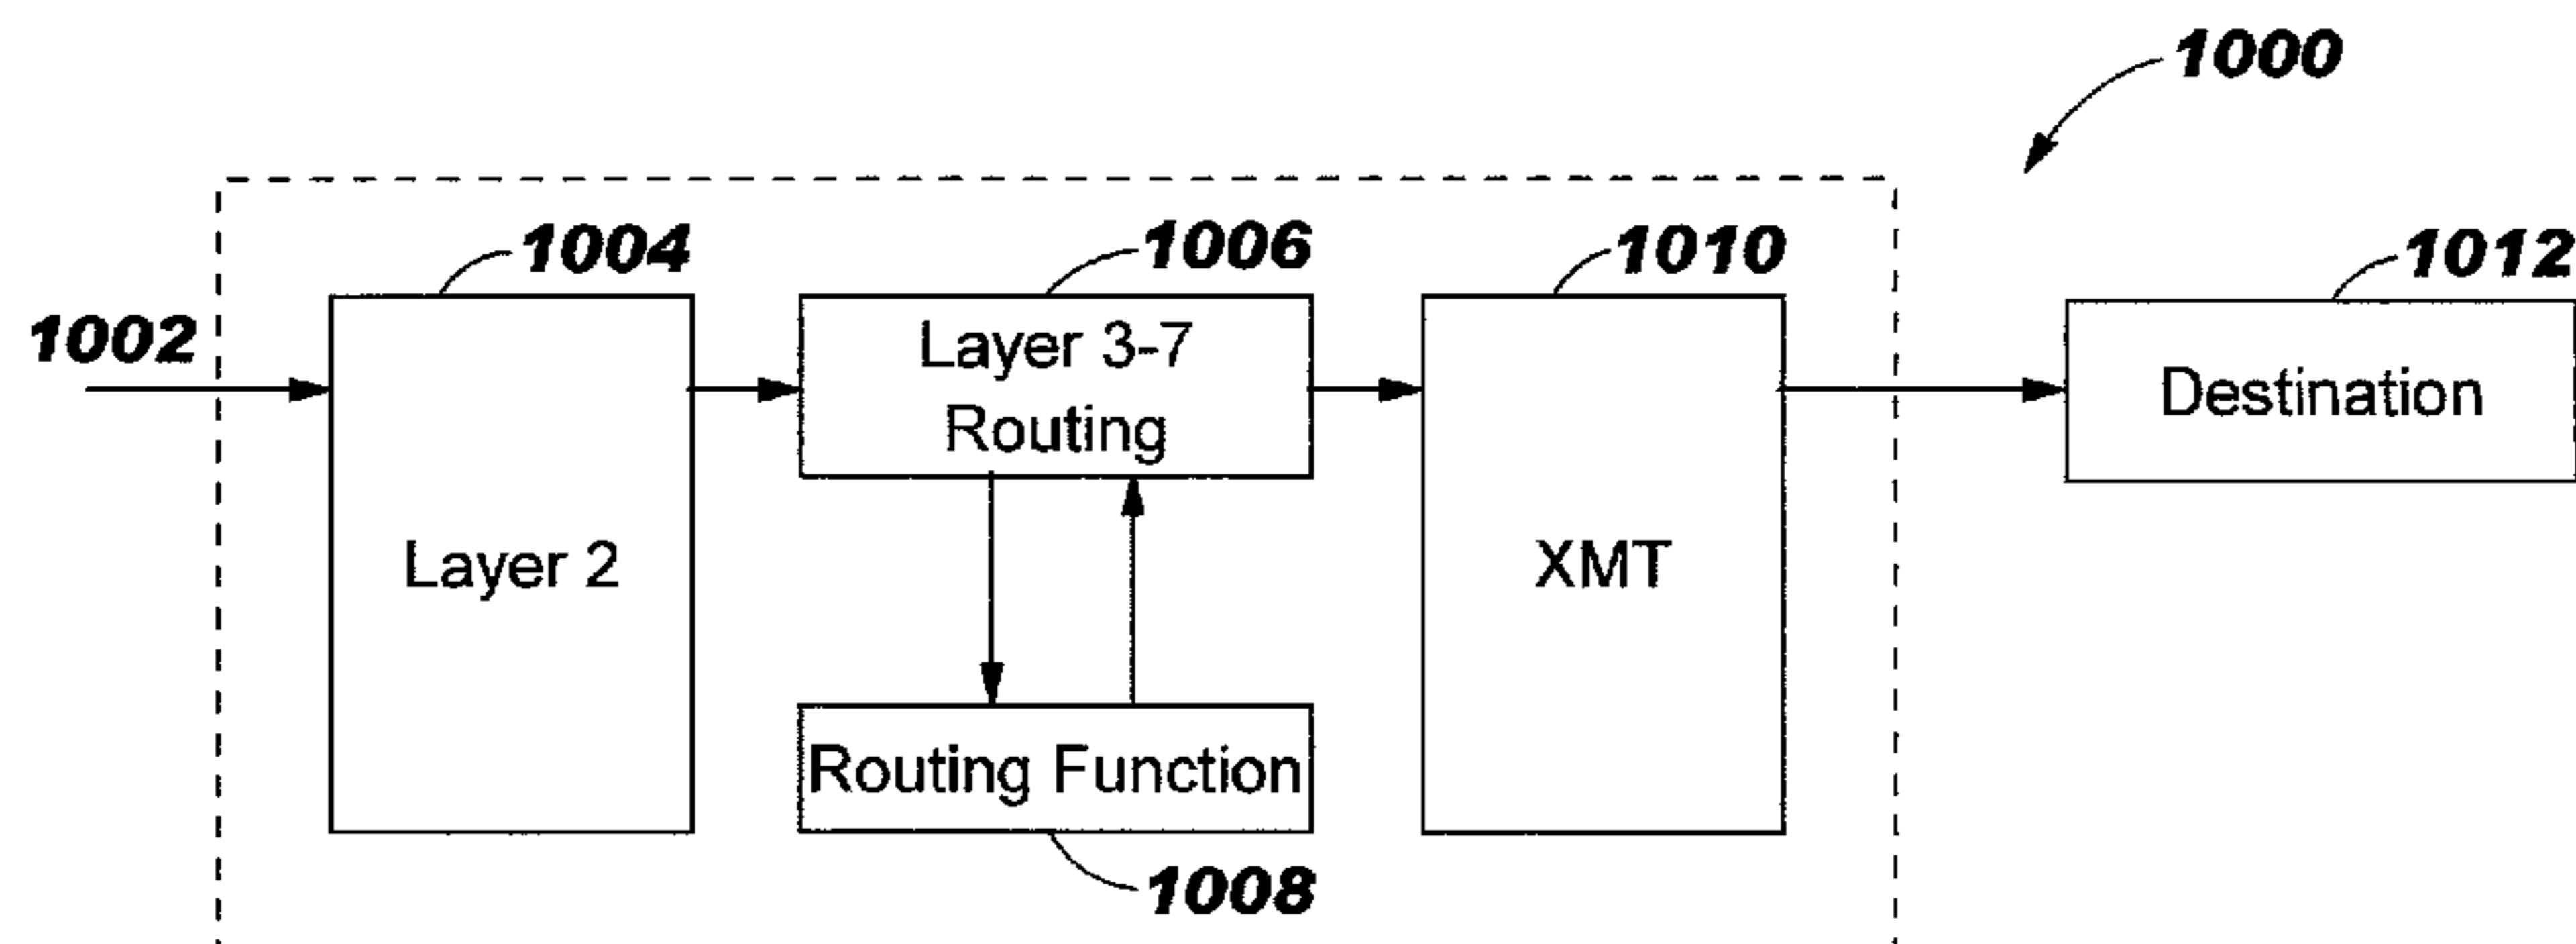 1000
1004
1006
1010
1012
1002
Layer 3-7
Routing
Destination
Layer 2
XMT
Routing Function
1008